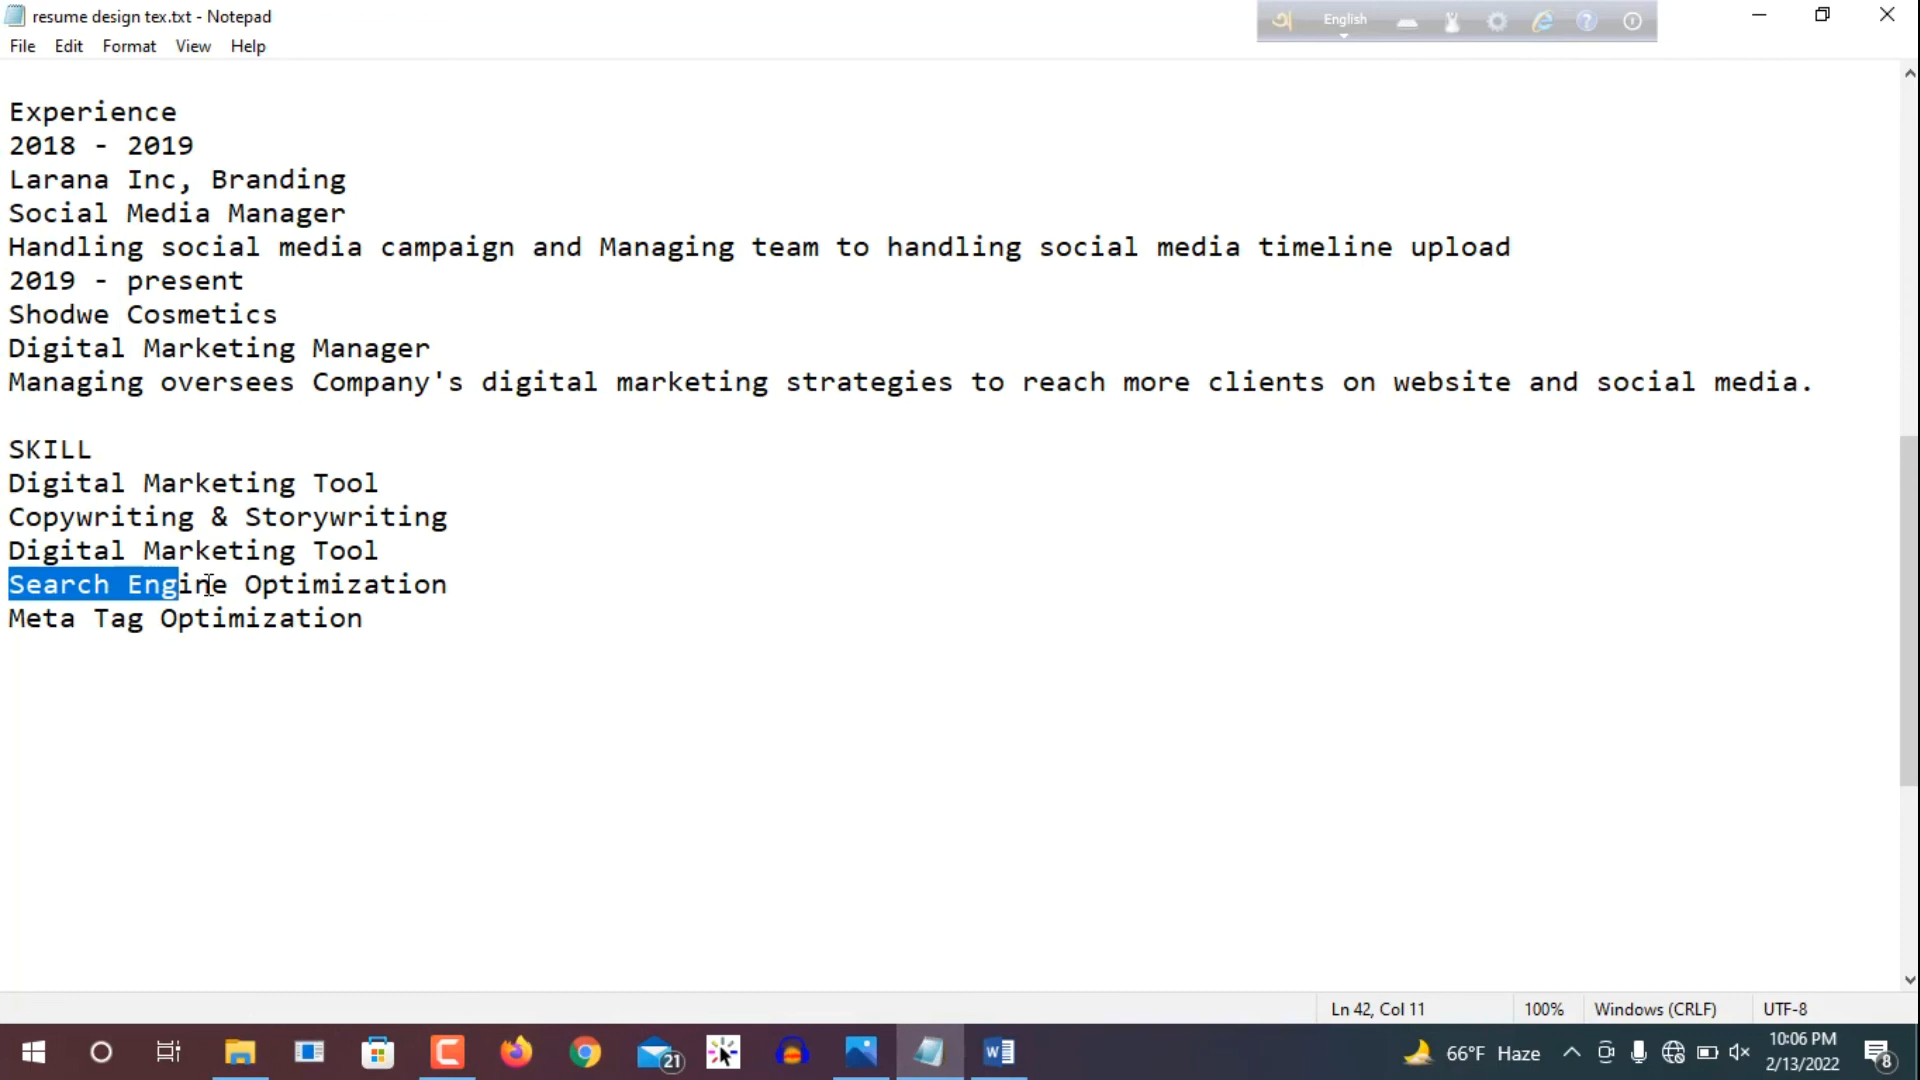 resume design tex.txt - Notepad
English
File Edit Format View Help
Experience
2018 - 2019
Larana Inc, Branding
Social Media Manager
Handling social media campaign and Managing team to handling social media timeline upload
2019 - present
Shodwe Cosmetics
Digital Marketing Manager
Managing oversees Company's digital marketing strategies to reach more clients on website and social media.
SKILL
Digital Marketing Tool
Copywriting & Storywriting
Digital Marketing Tool
Search Engine Optimization
Meta Tag Optimization
Ln 42, Col 11 100% Windows (CRLF) UTF-8
21
66°F Haze
10:06 PM
2/13/2022
8